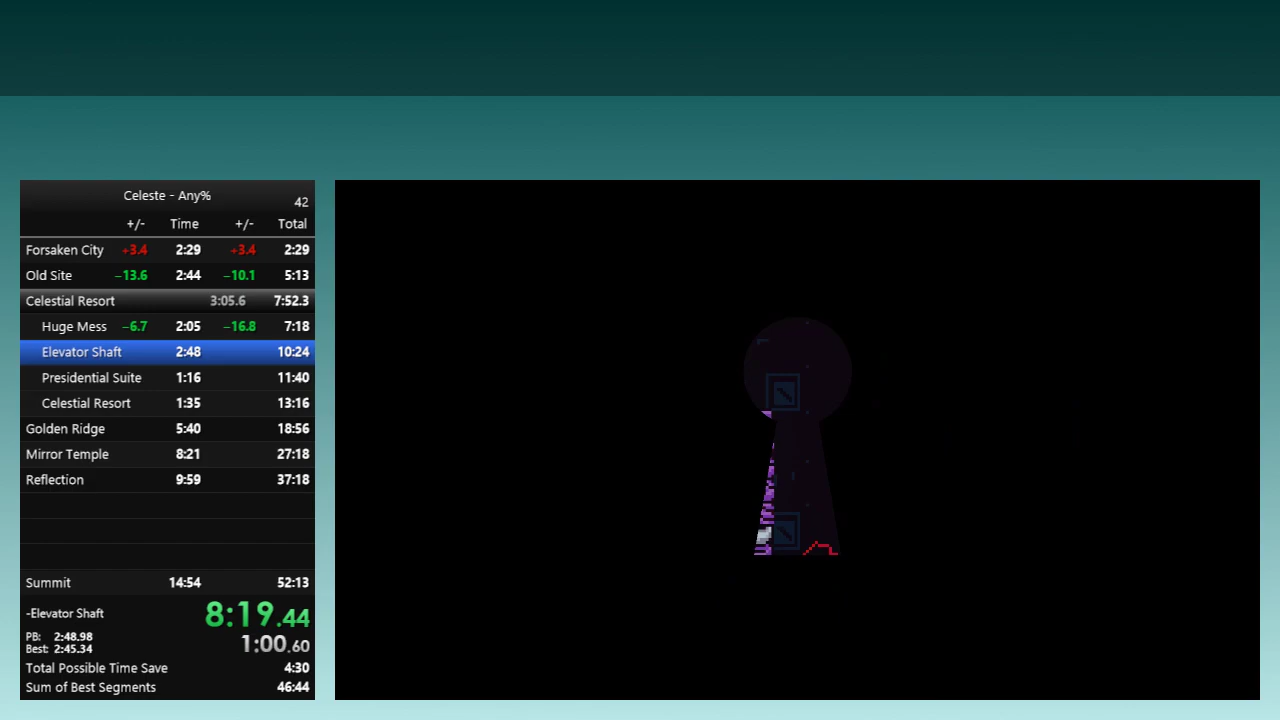 Celeste - Any%
42
+/- Time +/- Total
Forsaken City +3.4 2:29 +3.4 2:29
Old Site −13.6 2:44 −10.1 5:13
Celestial Resort 3:05.6 7:52.3
Huge Mess −6.7 2:05 −16.8 7:18
Elevator Shaft 2:48 10:24
Presidential Suite 1:16 11:40
Celestial Resort 1:35 13:16
Golden Ridge 5:40 18:56
Mirror Temple 8:21 27:18
Reflection 9:59 37:18
Summit 14:54 52:13
-Elevator Shaft 8:19.44
PB: 2:48.98
Best: 2:45.34 1:00.60
Total Possible Time Save 4:30
Sum of Best Segments 46:44